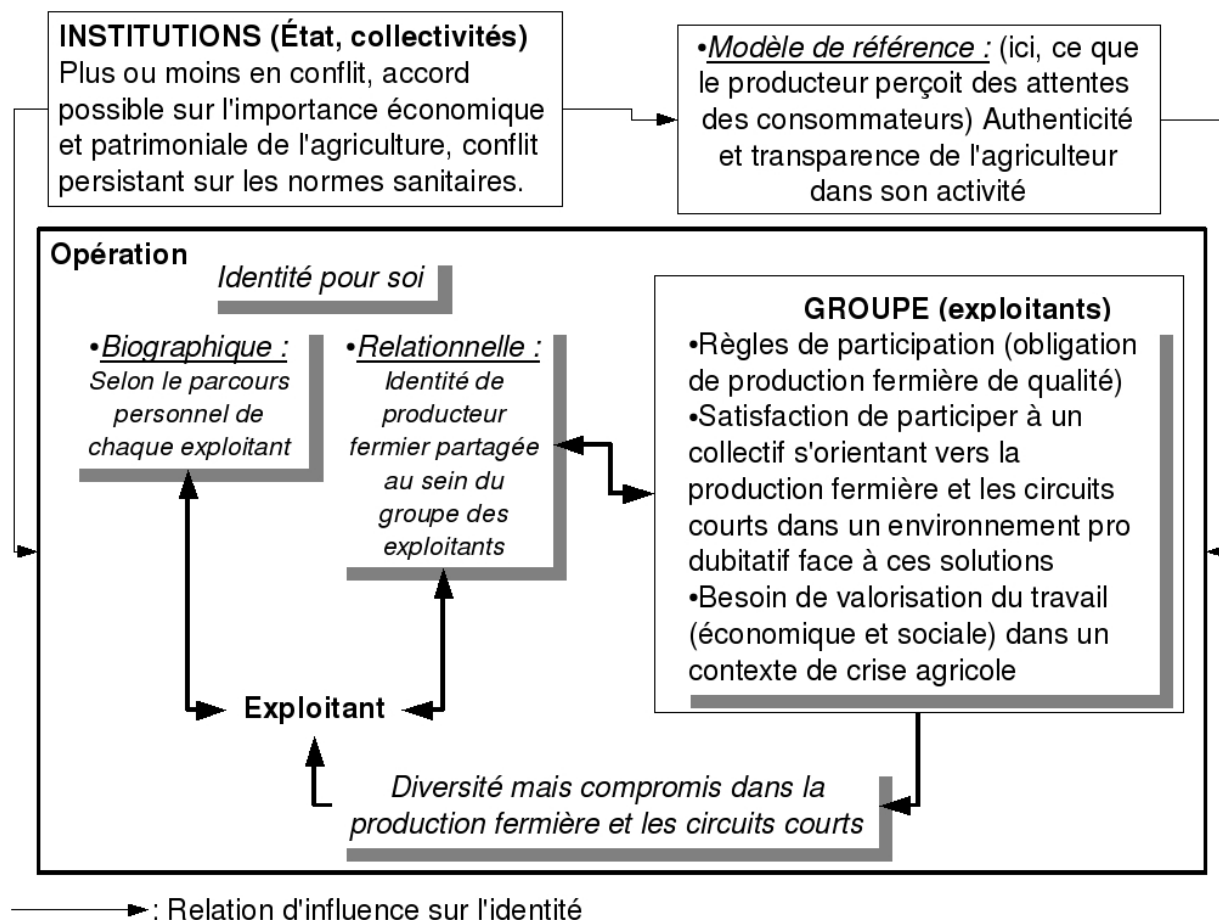 INSTITUTIONS (État, collectivités)
Plus ou moins en conflit, accord
possible sur l'importance économique
et patrimoniale de l'agriculture, conflit
persistant sur les normes sanitaires.
•Modèle de référence : (ici, ce que
le producteur perçoit des attentes
des consommateurs) Authenticité
et transparence de l'agriculteur
dans son activité
Opération
Identité pour soi
•Biographique :
Selon le parcours
personnel de
chaque exploitant
•Relationnelle :
Identité de
producteur
fermier partagée
au sein du
groupe des
exploitants
GROUPE (exploitants)
•Règles de participation (obligation
de production fermière de qualité)
•Satisfaction de participer à un
collectif s'orientant vers la
production fermière et les circuits
courts dans un environnement pro
dubitatif face à ces solutions
•Besoin de valorisation du travail
(économique et sociale) dans un
contexte de crise agricole
Exploitant
Diversité mais compromis dans la
production fermière et les circuits courts
: Relation d'influence sur l'identité